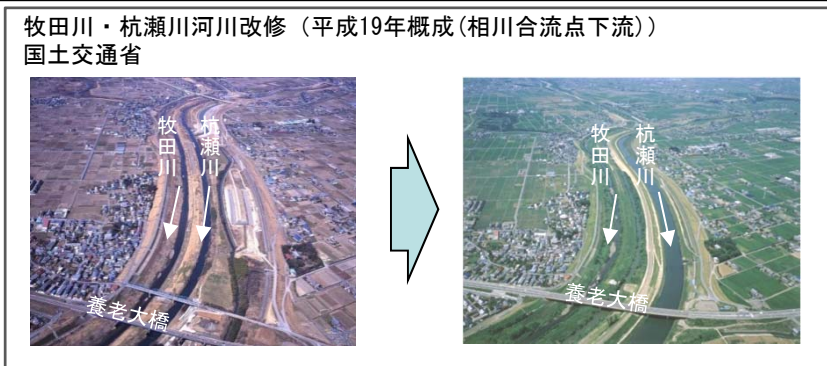 牧田川・杭瀬川河川改修（平成19年概成(相川合流点下流)）
国土交通省
牧田川
杭瀬川
養老大橋
牧田川
杭瀬川
養老大橋